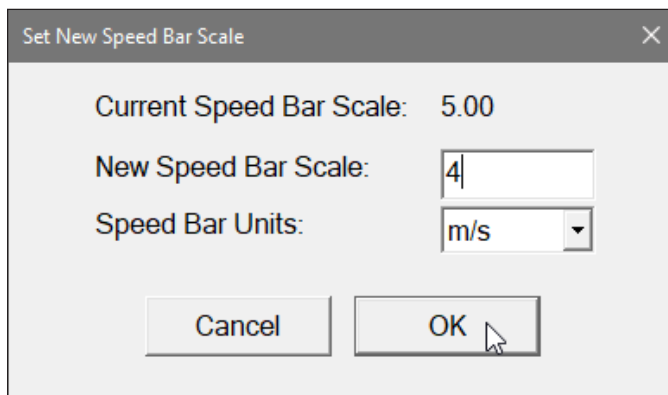 Set New Speed Bar Scale
Current Speed Bar Scale: 5.00
New Speed Bar Scale: 4
Speed Bar Units: m/s
Cancel OK